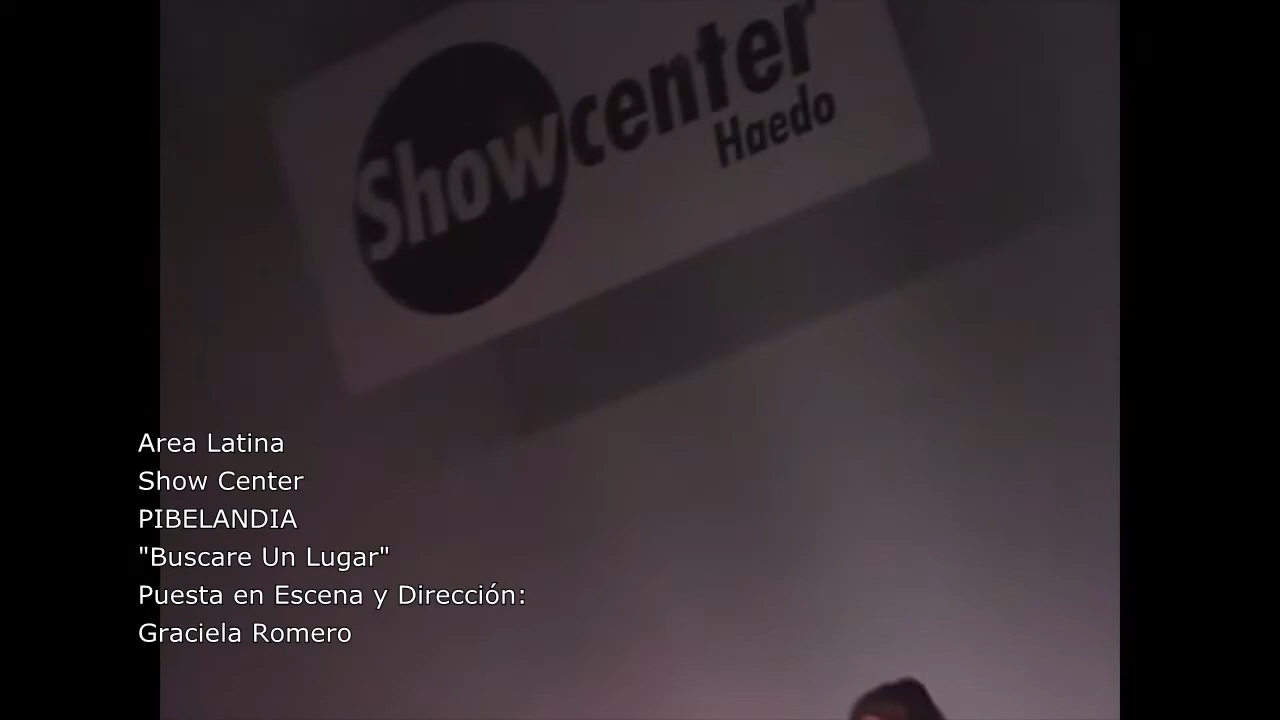 Showcenter
Haedo
Area Latina
Show Center
PIBELANDIA
"Buscare Un Lugar"
Puesta en Escena y Dirección:
Graciela Romero